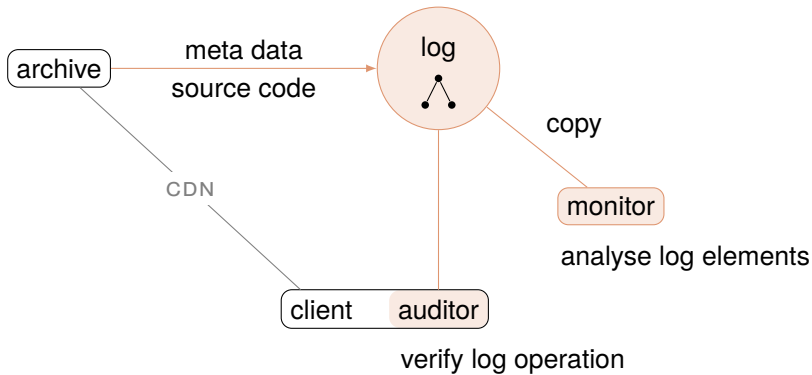 meta data
source code
archive
log
copy
CDN
monitor
analyse log elements
client
auditor
verify log operation